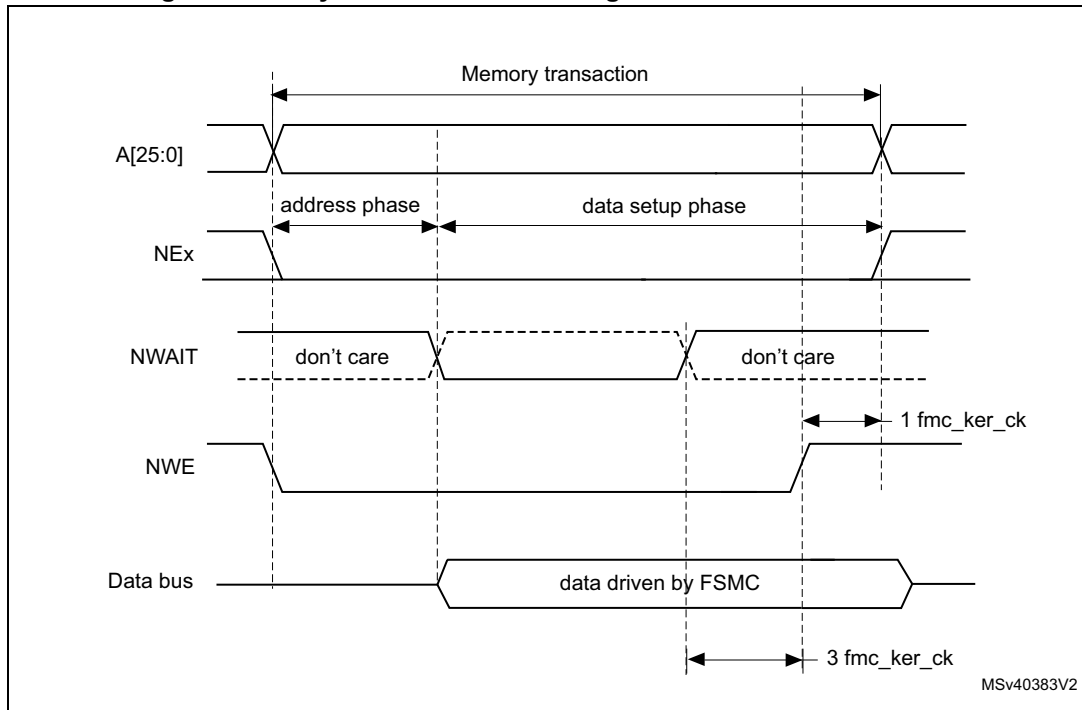 Memory transaction
A[25:0]
address phase
data setup phase
NEx
NWAIT
don't care
don't care
1 fmc_ker_ck
NWE
Data bus
data driven by FSMC
3 fmc_ker_ck
MSv40383V2